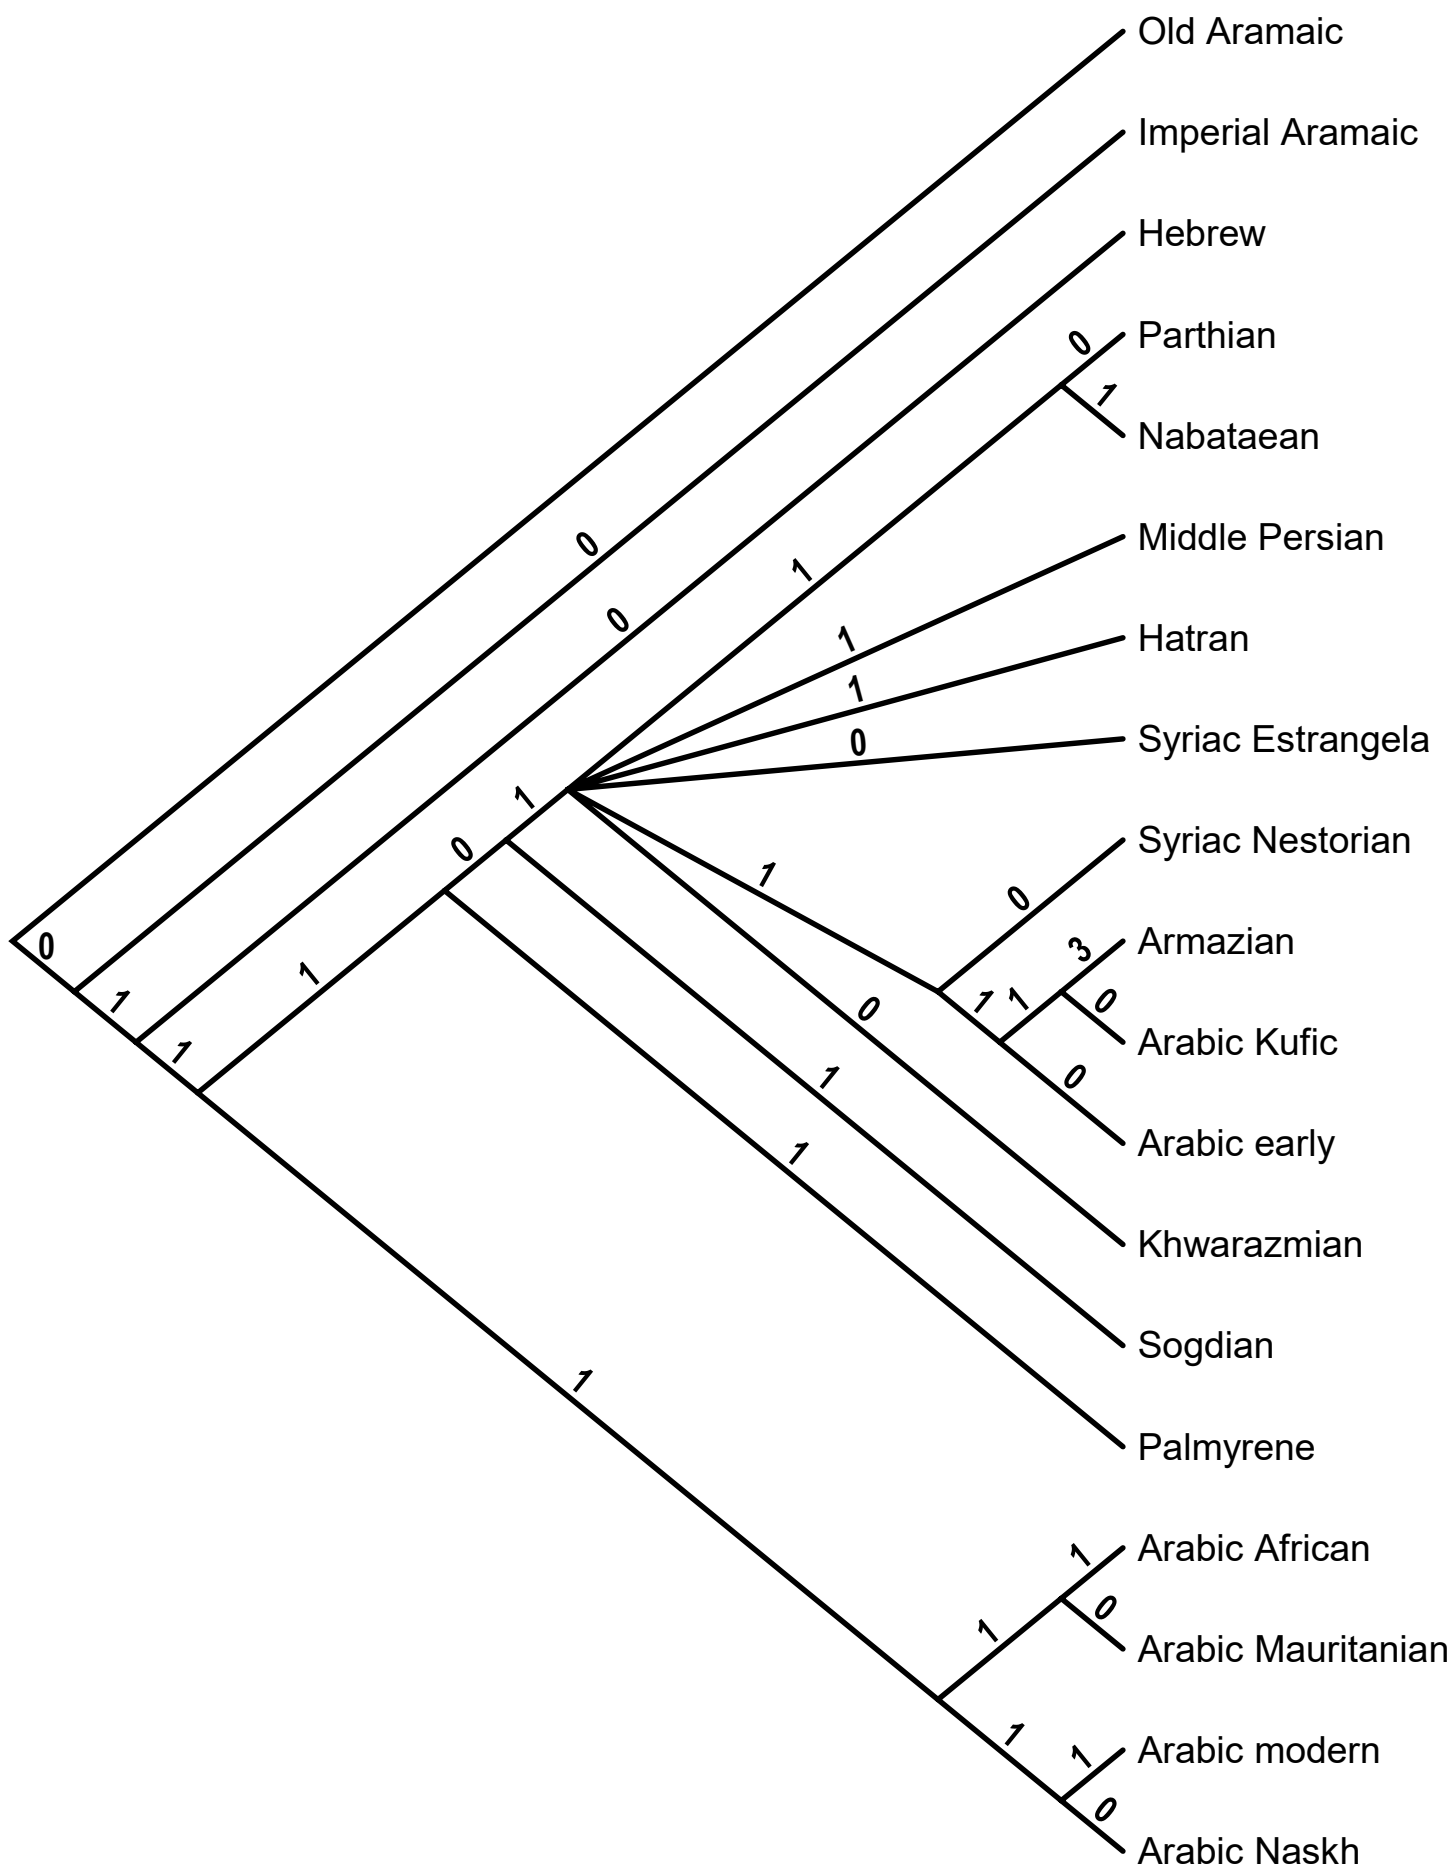 Old Aramaic
Imperial Aramaic
Hebrew
0 Parthian
1
Nabataean
Middle Persian
0
1
0
1
Hatran
1
0
Syriac Estrangela
1
0
Syriac Nestorian
1
0
0
1
3 Armazian
1 1 0
0
Arabic Kufic
1
1
0
Arabic early
1
1
Khwarazmian
Sogdian
1
Palmyrene
1 Arabic African
0
1
Arabic Mauritanian
1
1 Arabic modern
0
Arabic Naskh